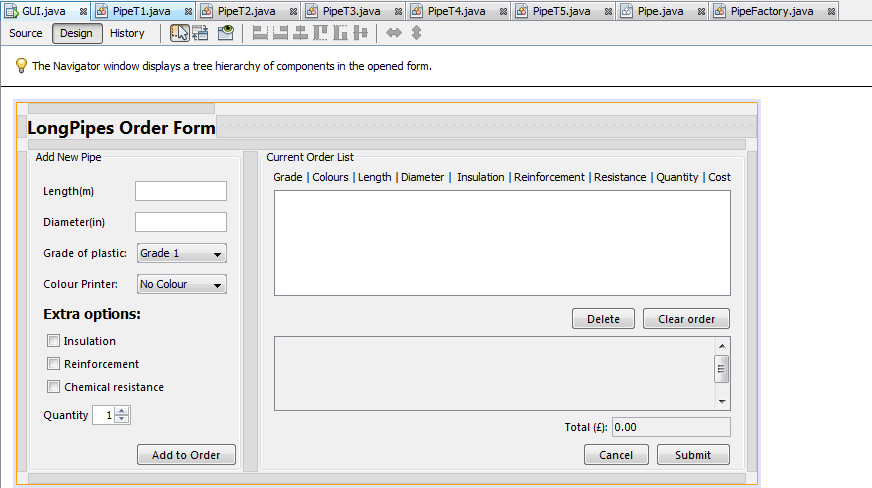 GUI.java PipeT1.java PipeT2.java PipeT3.java PipeT4.java PipeT5.java Pipe.java PipeFactory.java
Source Design History
The Navigator window displays a tree hierarchy of components in the opened form.
LongPipes Order Form
Add New Pipe
Length(m)
Diameter(in)
Grade of plastic: Grade 1
Colour Printer: No Colour
Extra options:
Insulation
Reinforcement
Chemical resistance
Quantity 1
Add to Order
Current Order List
Grade | Colours | Length | Diameter | Insulation | Reinforcement | Resistance | Quantity | Cost
Delete Clear order
Total (£): 0.00
Cancel Submit